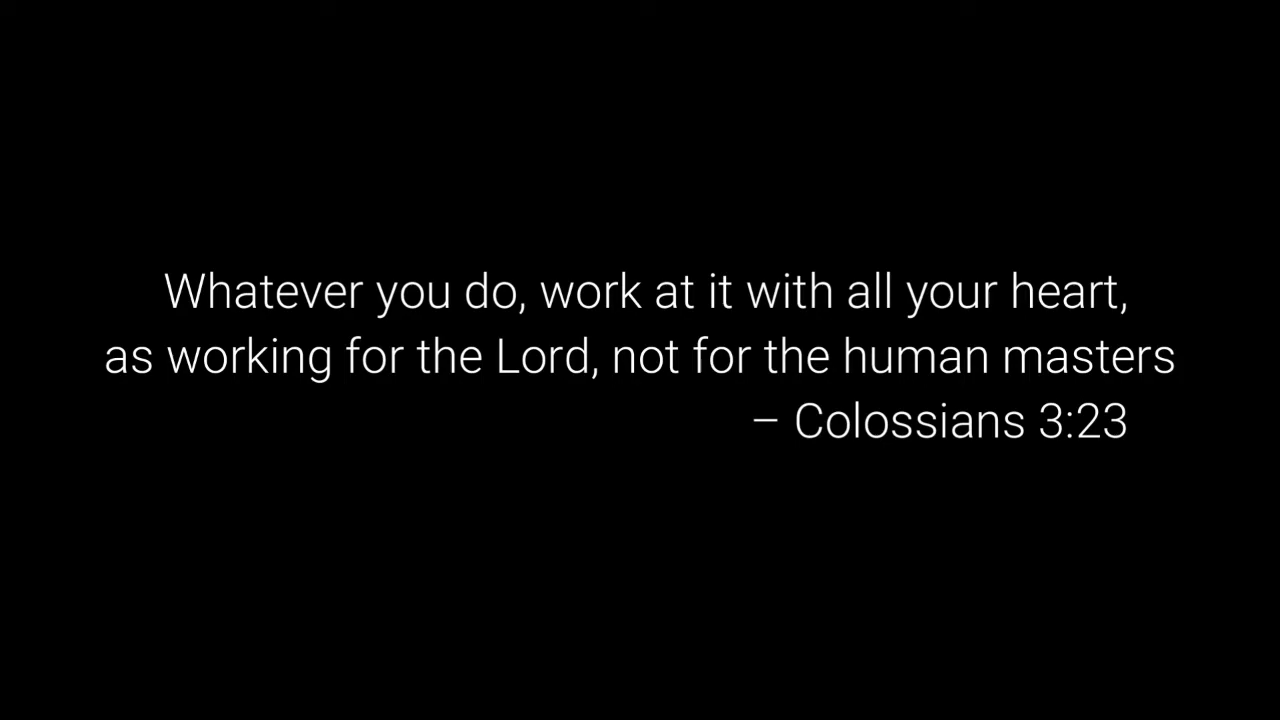 Whatever you do, work at it with all your heart,
as working for the Lord, not for the human masters
– Colossians 3:23